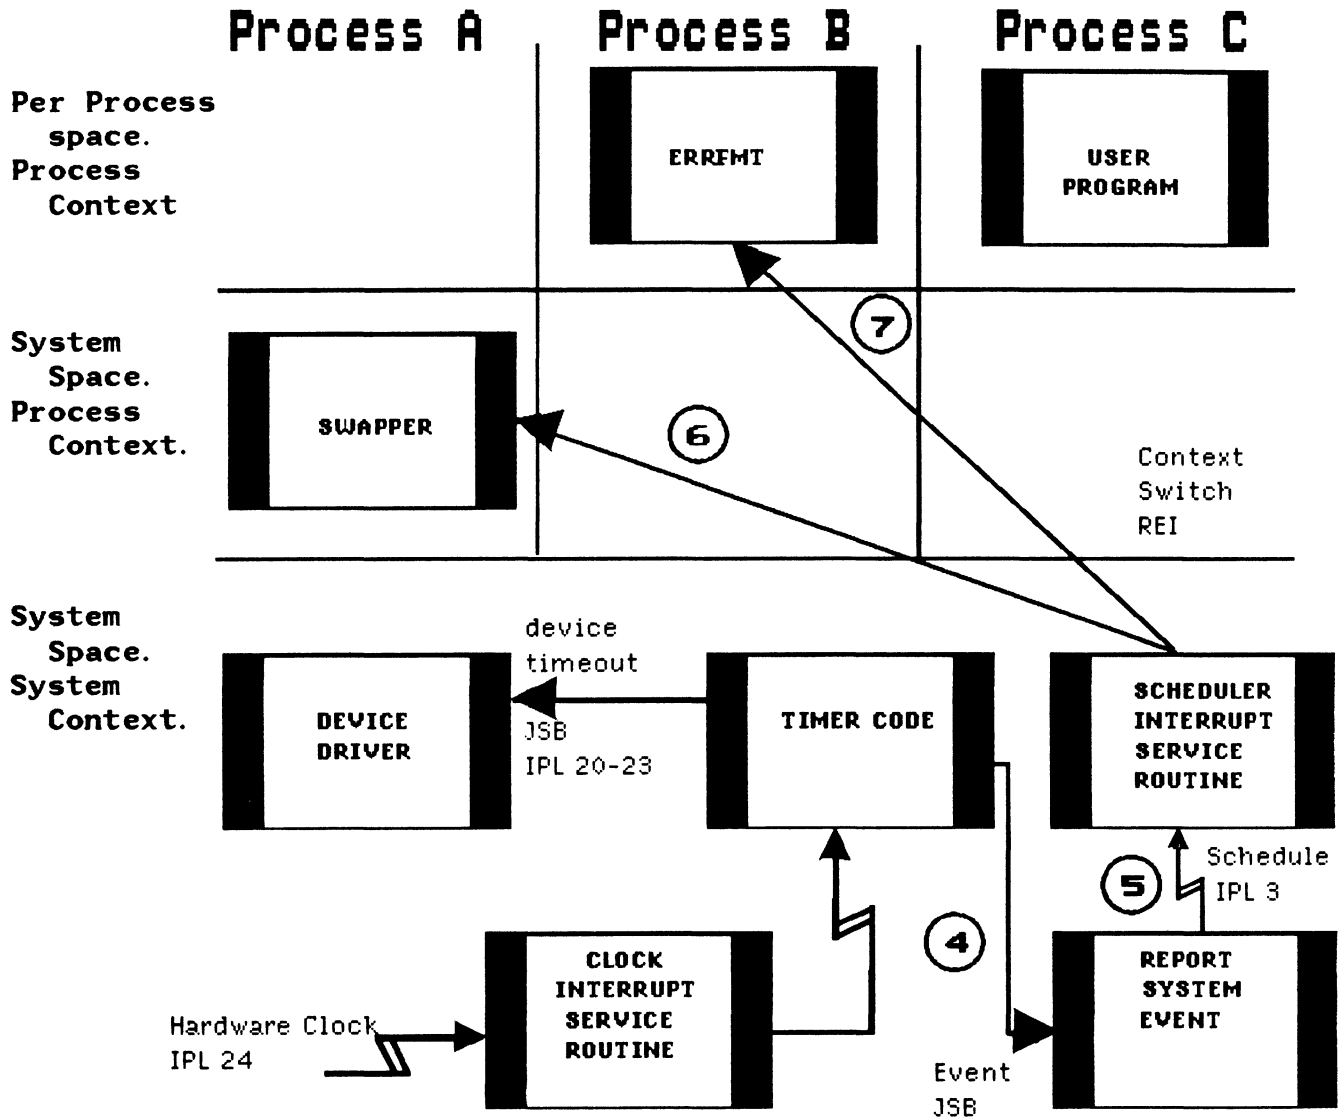 Process A
Process B
Process C
Per Process
space.
Process
Context
ERRFMT
USER
PROGRAM
7
System
Space.
Process
Context.
SWAPPER
6
Context
Switch
REI
System
Space.
System
Context.
device
timeout
DEVICE
DRIVER
JSB
IPL 20-23
TIMER CODE
SCHEDULER
INTERRUPT
SERVICE
ROUTINE
5
Schedule
IPL 3
4
CLOCK
INTERRUPT
SERVICE
ROUTINE
REPORT
SYSTEM
EVENT
Hardware Clock
IPL 24
Event
JSB